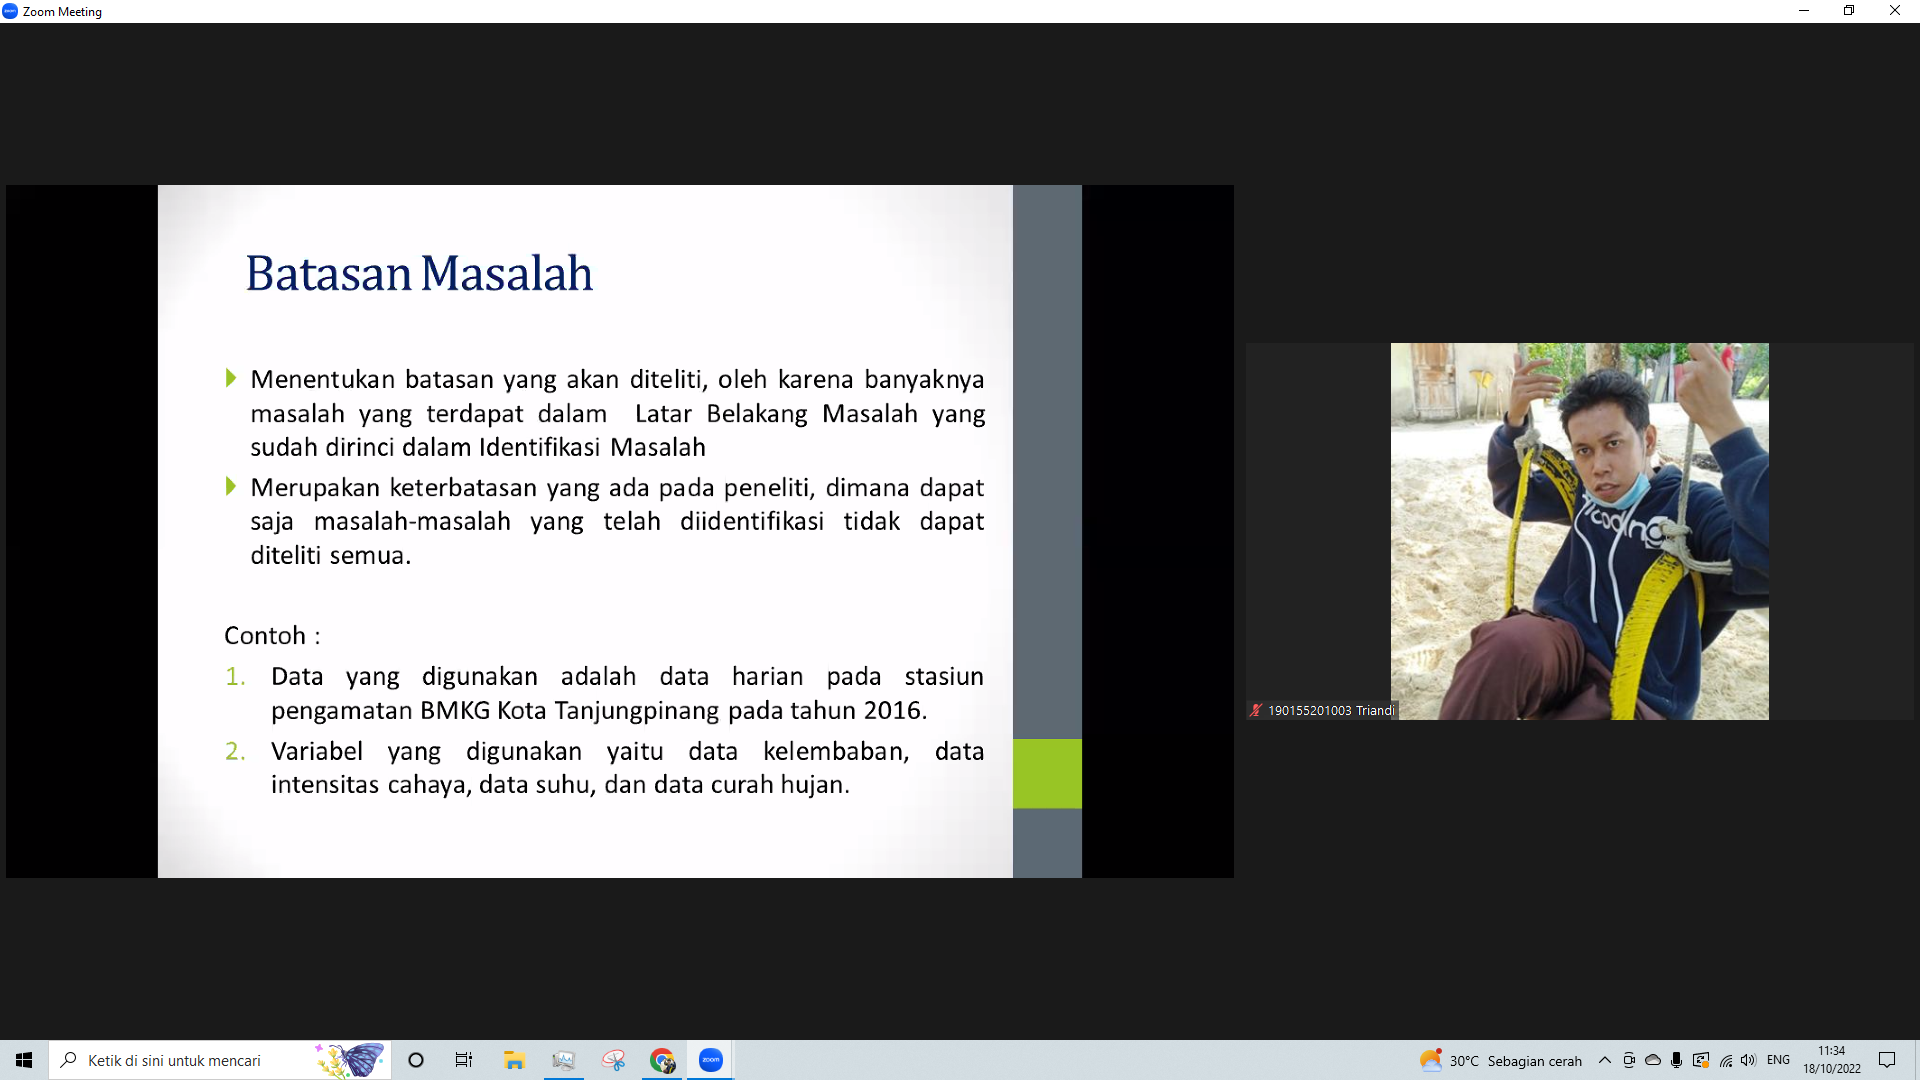 Zoom Meeting
Batasan Masalah
Menentukan batasan yang akan diteliti, oleh karena banyaknya
masalah yang terdapat dalam Latar Belakang Masalah yang
sudah dirinci dalam Identifikasi Masalah
Merupakan keterbatasan yang ada pada peneliti, dimana dapat
saja masalah-masalah yang telah diidentifikasi tidak dapat
diteliti semua.
Contoh :
1. Data yang digunakan adalah data harian pada stasiun
pengamatan BMKG Kota Tanjungpinang pada tahun 2016.
2. Variabel yang digunakan yaitu data kelembaban, data
intensitas cahaya, data suhu, dan data curah hujan.
coding
190155201003 Triandi
Ketik di sini untuk mencari
zoom
30°C Sebagian cerah
ENG
11:34
18/10/2022